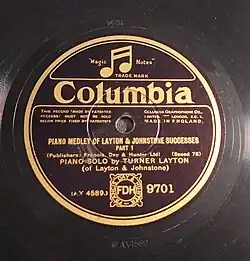 "Magic Notes"
TRADE MARK
Columbia
THIS RECORD MADE BY PATENTED PROCESS. MUST NOT BE SOLD BELOW PRICE FIXED BY PATENTEES
COLUMBIA GRAPHOPHONE CO. LIMITED, LONDON, E.C.1. MADE IN ENGLAND.
PIANO MEDLEY OF LAYTON & JOHNSTONE SUCCESSES
PART 1
(Publishers: Francis, Day & Hunter Ltd) (Speed 78)
PIANO SOLO by TURNER LAYTON
(of Layton & Johnstone)
(AX 4589) FDH 9701